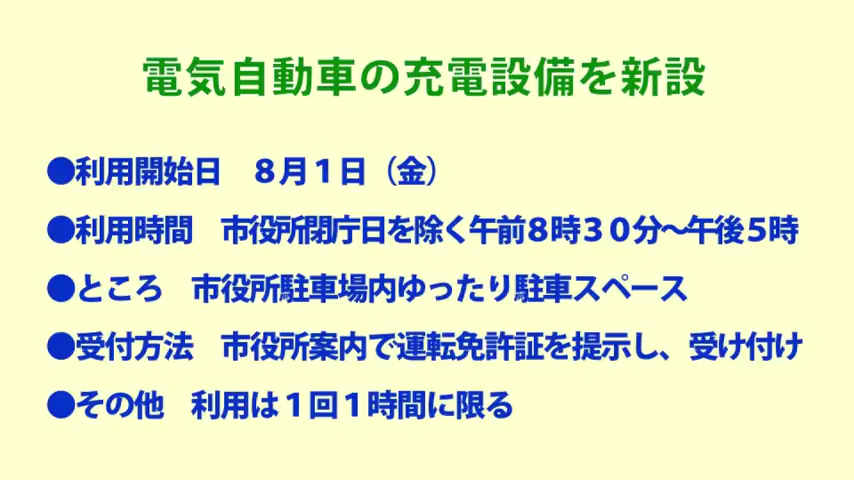 電気自動車の充電設備を新設
●利用開始日　８月１日（金）
●利用時間　市役所閉庁日を除く午前８時３０分～午後５時
●ところ　市役所駐車場内ゆったり駐車スペース
●受付方法　市役所案内で運転免許証を提示し、受け付け
●その他　利用は１回１時間に限る